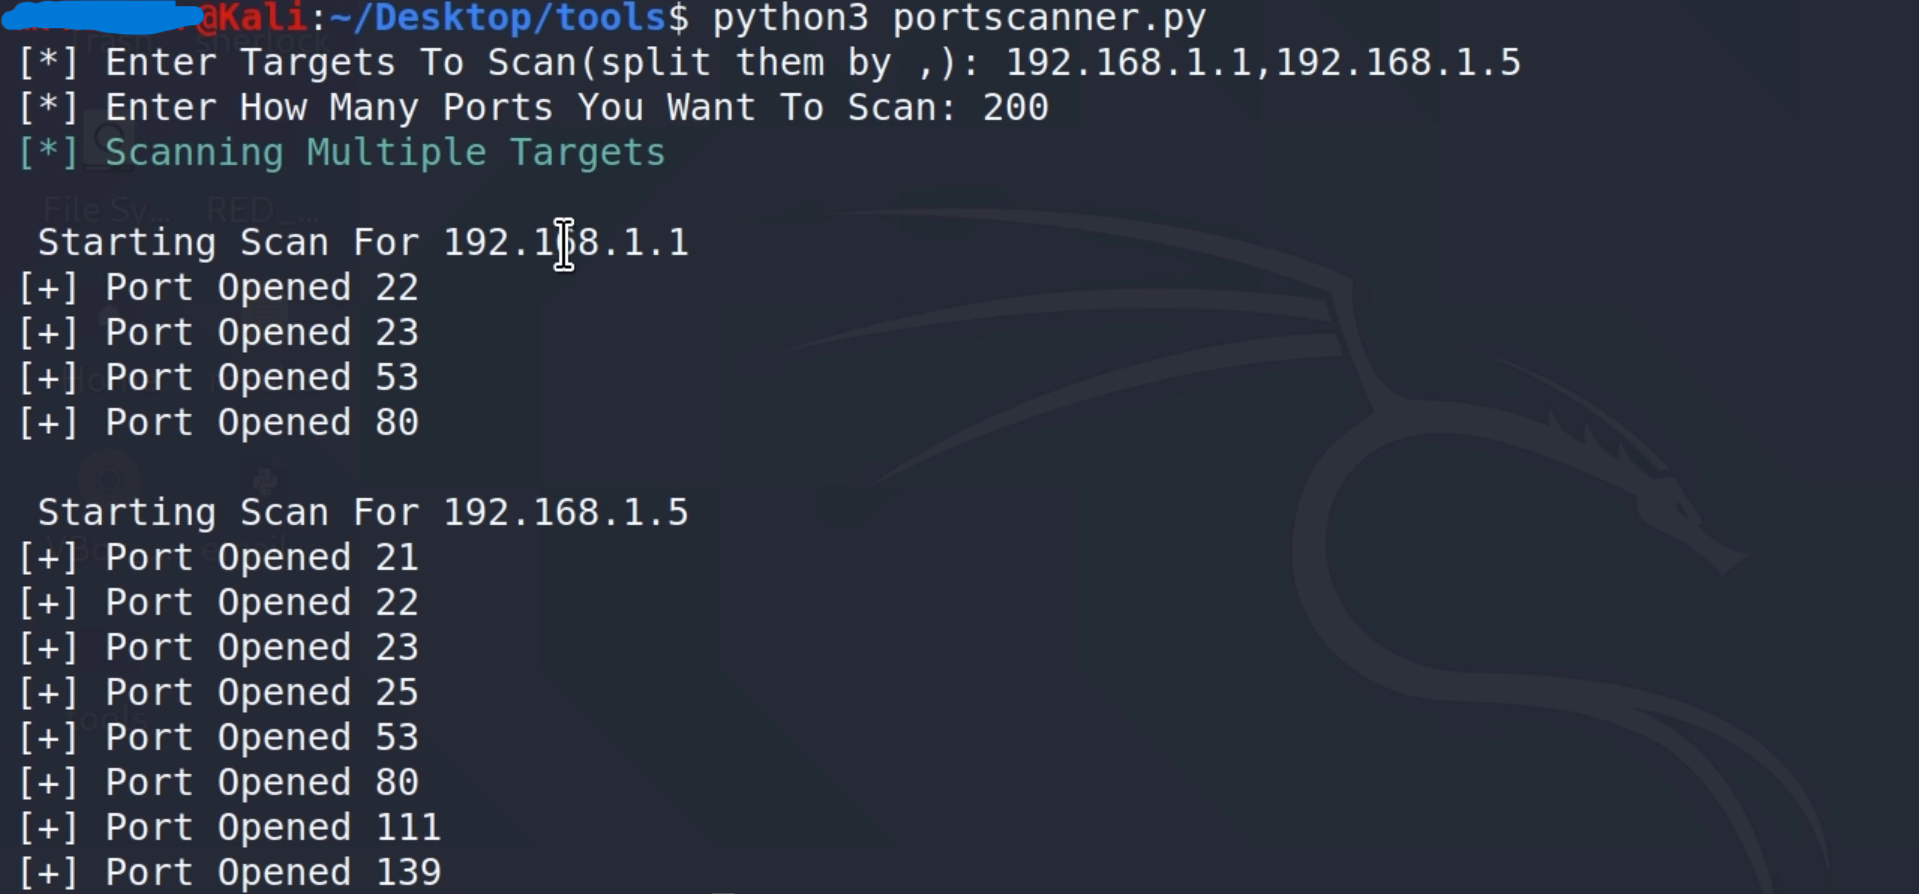 @Kali:~/Desktop/tools$ python3 portscanner.py
[*] Enter Targets To Scan(split them by ,): 192.168.1.1,192.168.1.5
[*] Enter How Many Ports You Want To Scan: 200
[*] Scanning Multiple Targets
File Sy... RED_...
Starting Scan For 192.168.1.1
[+] Port Opened 22
[+] Port Opened 23
[+] Port Opened 53
[+] Port Opened 80
Starting Scan For 192.168.1.5
[+] Port Opened 21
[+] Port Opened 22
[+] Port Opened 23
[+] Port Opened 25
[+] Port Opened 53
[+] Port Opened 80
[+] Port Opened 111
[+] Port Opened 139